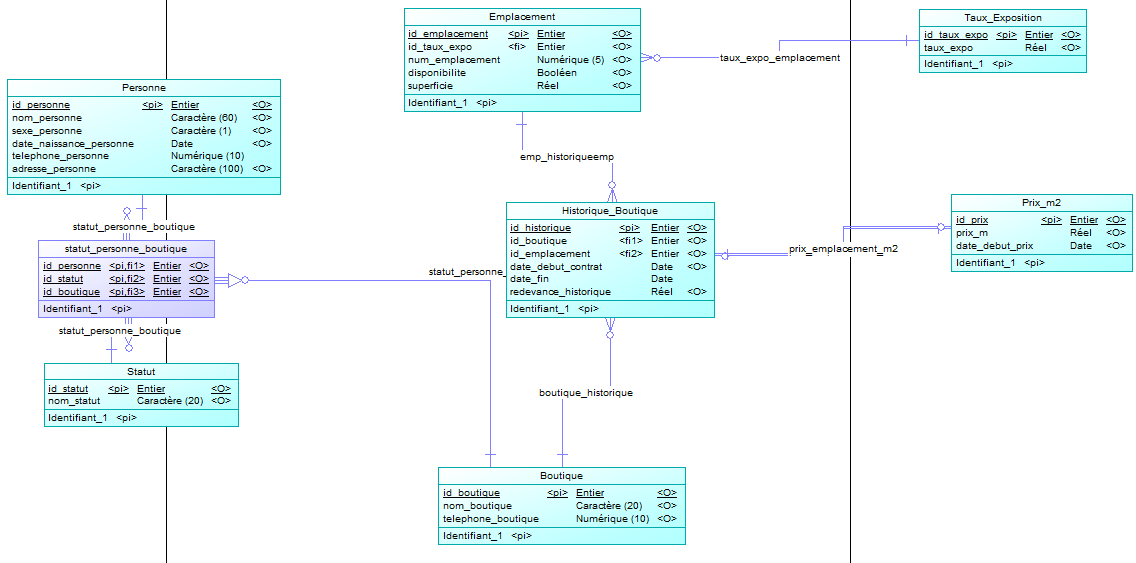 Emplacement
id_emplacement <pi> Entier <O>
id_taux_expo <fi> Entier <O>
num_emplacement Numérique (5) <O>
disponibilite Booléen <O>
superficie Réel <O>
Identifiant_1 <pi>
Taux_Exposition
id_taux_expo <pi> Entier <O>
taux_expo Réel <O>
Identifiant_1 <pi>
taux_expo_emplacement
Personne
id_personne <pi> Entier <O>
nom_personne Caractère (60) <O>
sexe_personne Caractère (1) <O>
date_naissance_personne Date <O>
telephone_personne Numérique (10)
adresse_personne Caractère (100) <O>
Identifiant_1 <pi>
emp_historiqueemp
statut_personne_boutique
statut_personne_boutique
id_personne <pi,fi1> Entier <O>
id_statut <pi,fi2> Entier <O>
id_boutique <pi,fi3> Entier <O>
Identifiant_1 <pi>
statut_personne_boutique
statut_personne_
Historique_Boutique
id_historique <pi> Entier <O>
id_boutique <fi1> Entier <O>
id_emplacement <fi2> Entier <O>
date_debut_contrat Date <O>
date_fin Date
redevance_historique Réel <O>
Identifiant_1 <pi>
prix_emplacement_m2
Prix_m2
id_prix <pi> Entier <O>
prix_m Réel <O>
date_debut_prix Date <O>
Identifiant_1 <pi>
Statut
id_statut <pi> Entier <O>
nom_statut Caractère (20) <O>
Identifiant_1 <pi>
boutique_historique
Boutique
id_boutique <pi> Entier <O>
nom_boutique Caractère (20) <O>
telephone_boutique Numérique (10) <O>
Identifiant_1 <pi>